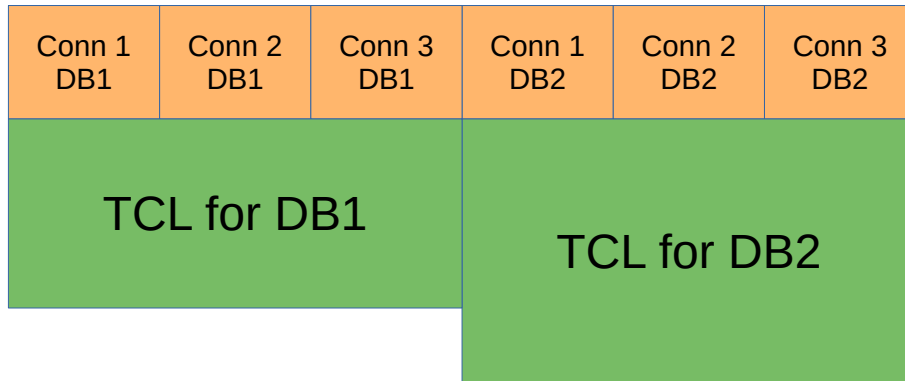 Conn 1
DB1
Conn 2
DB1
Conn 3
DB1
Conn 1
DB2
Conn 2
DB2
Conn 3
DB2
TCL for DB1
TCL for DB2